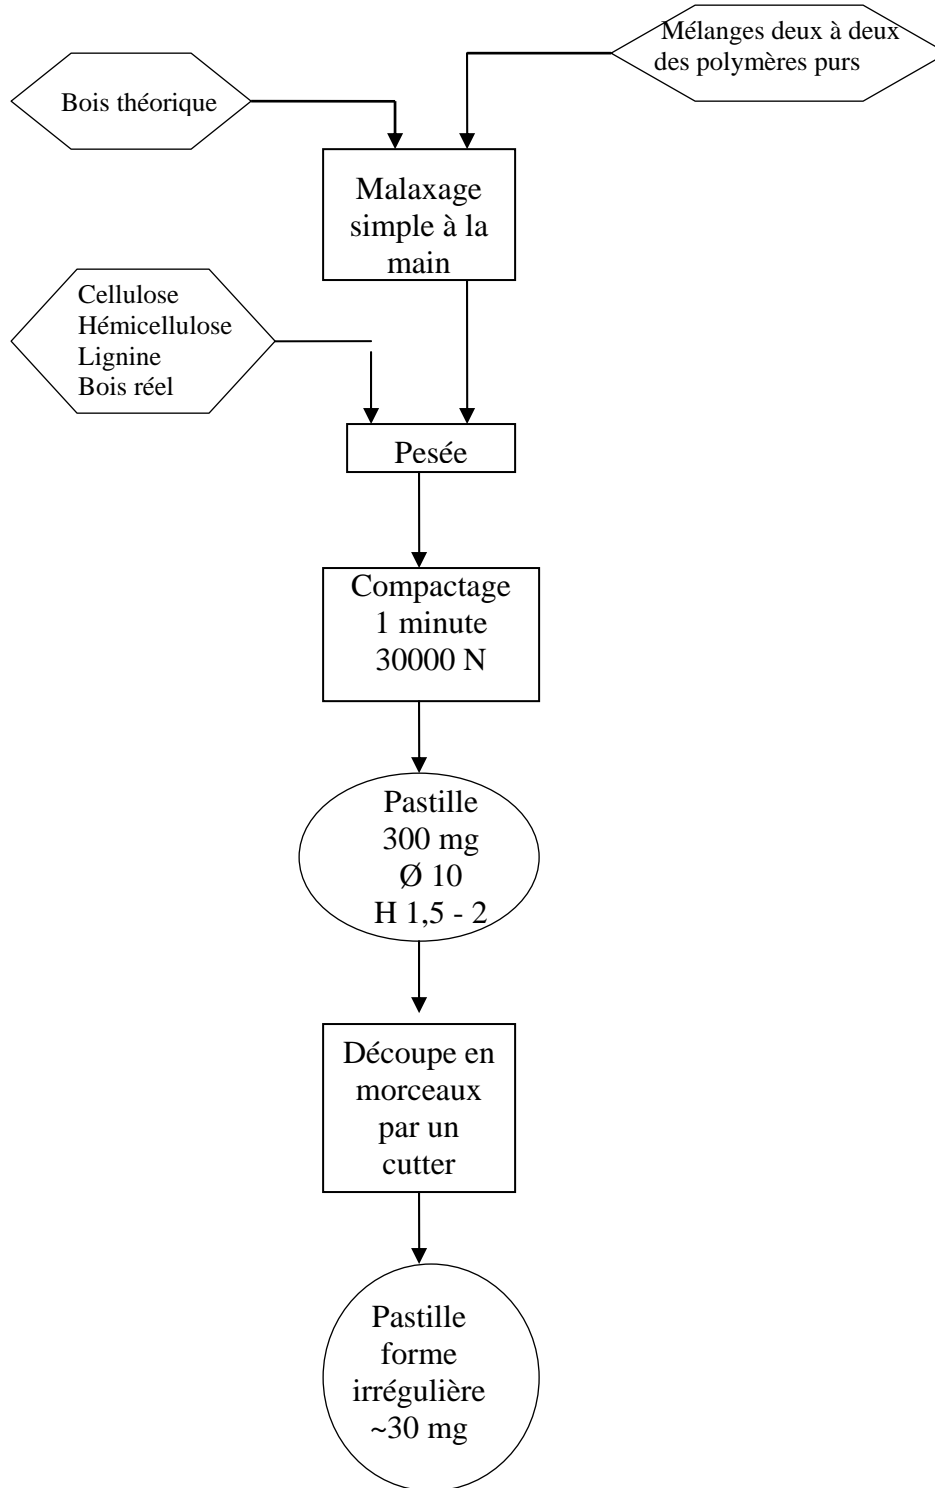 Mélanges deux à deux
des polymères purs
Bois théorique
Malaxage
simple à la
main
Cellulose
Hémicellulose
Lignine
Bois réel
Pesée
Compactage
1 minute
30000 N
Pastille
300 mg
Ø 10
H 1,5 - 2
Découpe en
morceaux
par un
cutter
Pastille
forme
irrégulière
~30 mg